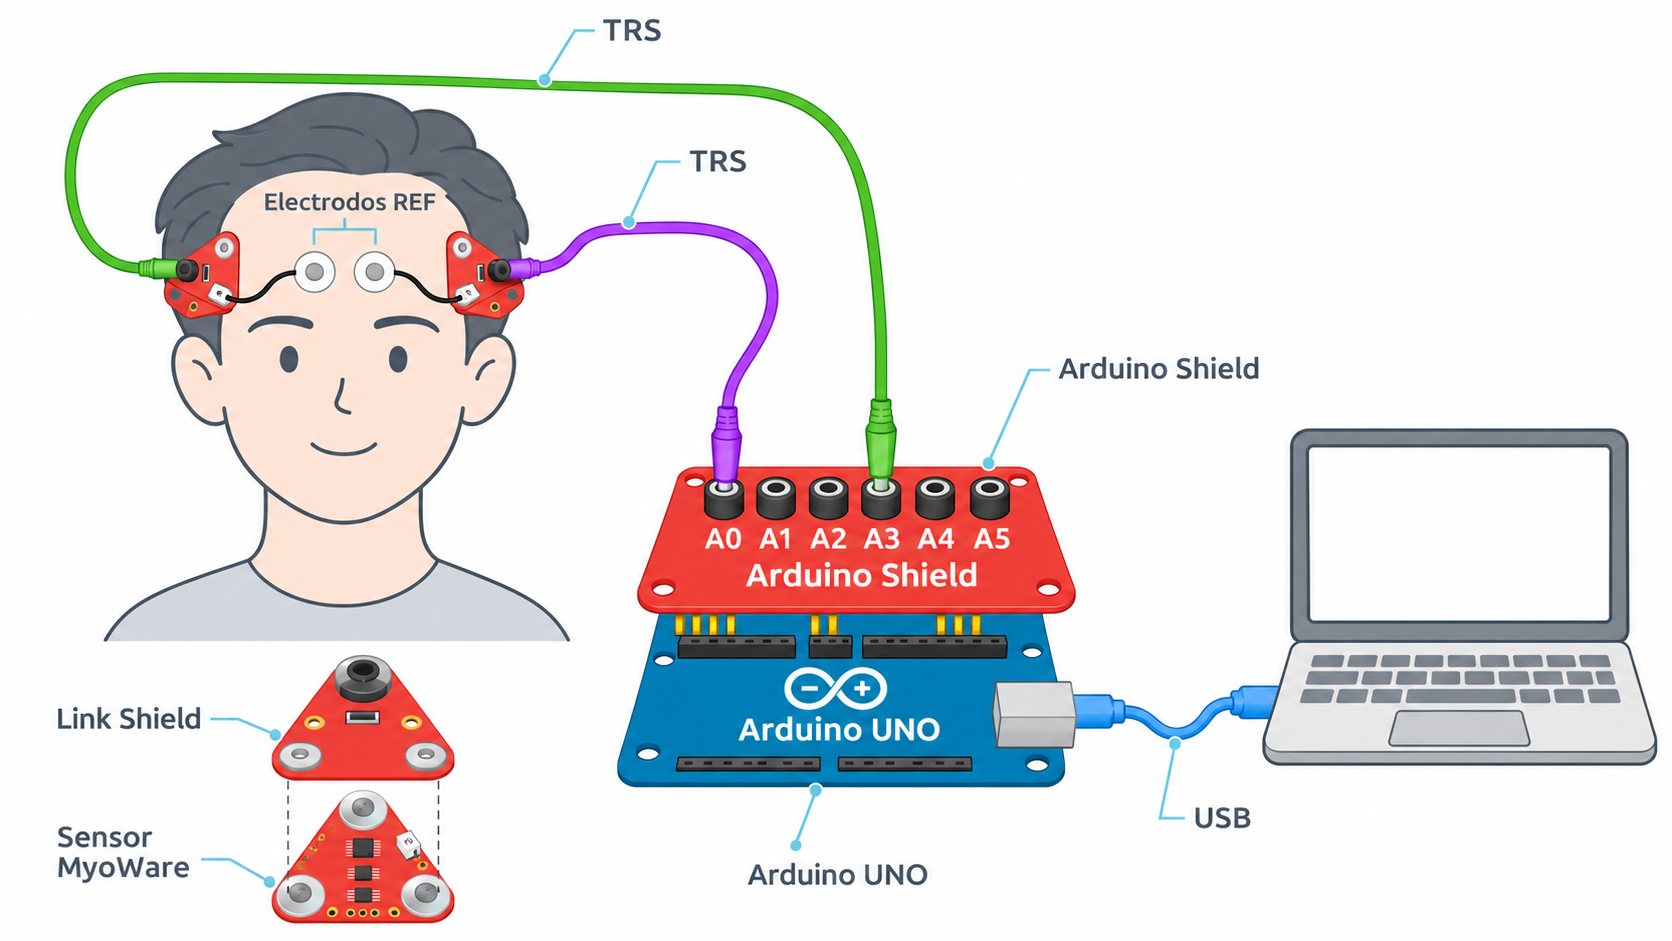 TRS
TRS
Electrodos REF
Arduino Shield
A0 A1 A2 A3 A4 A5
Arduino Shield
Arduino UNO
Link Shield
Sensor
MyoWare
USB
Arduino UNO